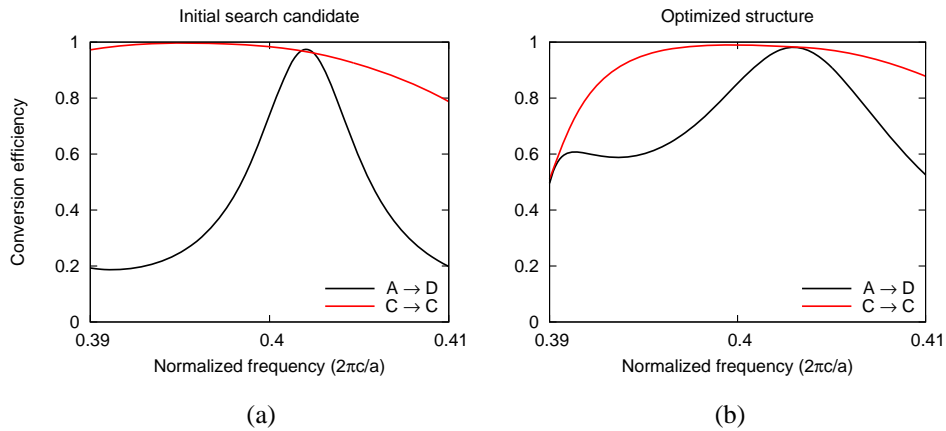 Initial search candidate
Conversion efficiency
1
0.8
0.6
0.4
0.2
0
0.39
0.4
0.41
A → D
C → C
Normalized frequency (2πc/a)
(a)
Optimized structure
1
0.8
0.6
0.4
0.2
0
0.39
0.4
0.41
A → D
C → C
Normalized frequency (2πc/a)
(b)